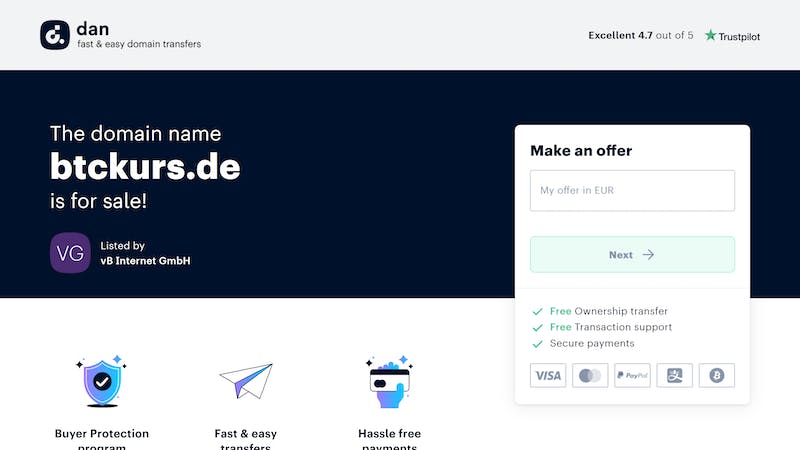 dan
fast & easy domain transfers
Excellent 4.7 out of 5
Trustpilot
The domain name
btckurs.de
is for sale!
VG
Listed by
vB Internet GmbH
Make an offer
My offer in EUR
Next
Free Ownership transfer
Free Transaction support
Secure payments
VISA
PayPal
Buyer Protection
program
Fast & easy
transfers
Hassle free
payments